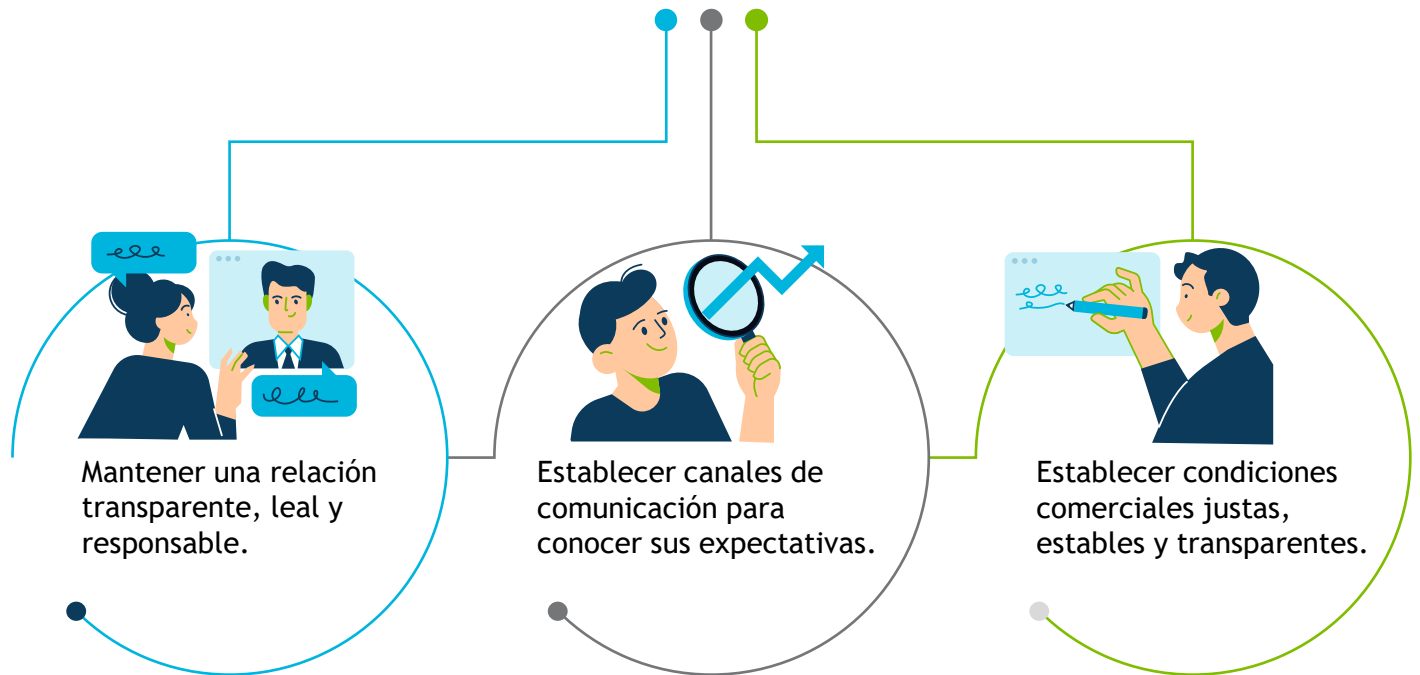 Mantener una relación
transparente, leal y
responsable.
Establecer canales de
comunicación para
conocer sus expectativas.
Establecer condiciones
comerciales justas,
estables y transparentes.